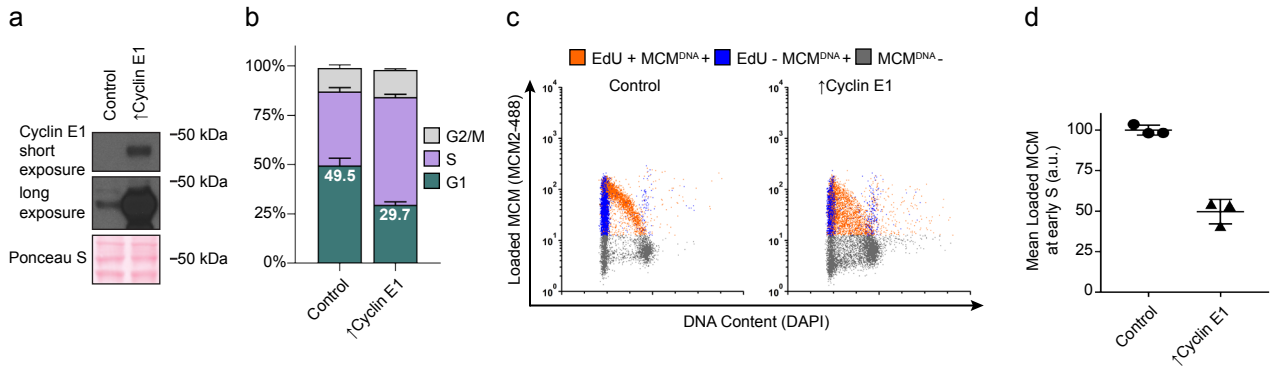 a
Control
↑Cyclin E1
Cyclin E1
short
exposure
–50 kDa
long
exposure
–50 kDa
Ponceau S
–50 kDa
b
100%
75%
50%
25%
0%
49.5
29.7
G2/M
S
G1
Control
↑Cyclin E1
c
EdU + MCMᴰᴺᴬ+ EdU - MCMᴰᴺᴬ+ MCMᴰᴺᴬ-
Control
↑Cyclin E1
Loaded MCM (MCM2-488)
10⁴
10³
10²
10¹
10⁰
10⁴
10³
10²
10¹
10⁰
DNA Content (DAPI)
d
Mean Loaded MCM
at early S (a.u.)
100
75
50
25
0
Control
↑Cyclin E1